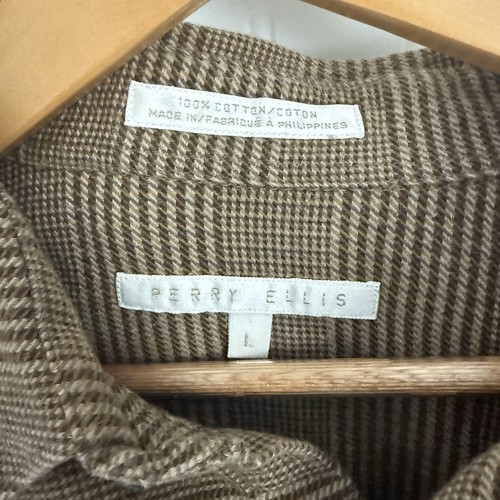 100% COTTON/COTON
MADE IN/FABRIQUÉ À PHILIPPINES
PERRY ELLIS
L